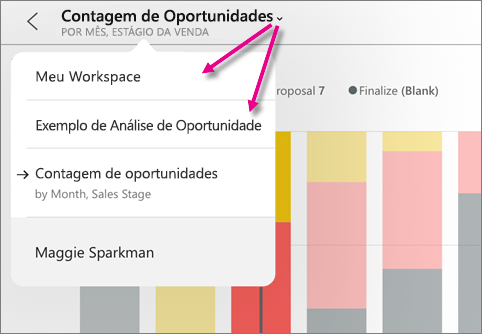 Contagem de Oportunidades
POR MÊS, ESTÁGIO DA VENDA
Meu Workspace
roposal 7 Finalize (Blank)
Exemplo de Análise de Oportunidade
Contagem de oportunidades
by Month, Sales Stage
Maggie Sparkman